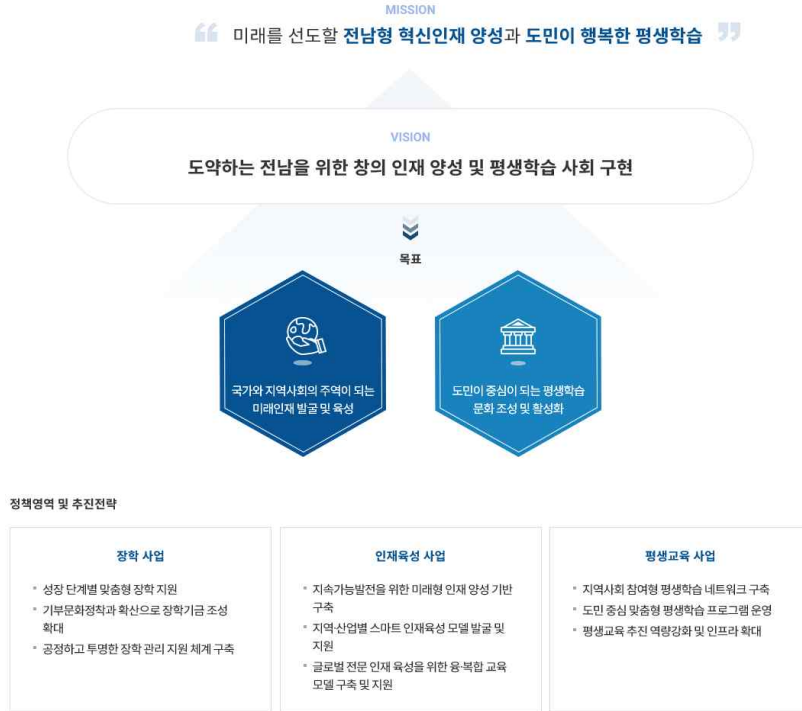 MISSION
“ 미래를 선도할 전남형 혁신인재 양성과 도민이 행복한 평생학습 ”
VISION
도약하는 전남을 위한 창의 인재 양성 및 평생학습 사회 구현
목표
국가와 지역사회의 주역이 되는
미래인재 발굴 및 육성
도민이 중심이 되는 평생학습
문화 조성 및 활성화
정책영역 및 추진전략
장학 사업
성장 단계별 맞춤형 장학 지원
기부문화정착과 확산으로 장학기금 조성
확대
공정하고 투명한 장학 관리 지원 체계 구축
인재육성 사업
지속가능발전을 위한 미래형 인재 양성 기반
구축
지역·산업별 스마트 인재육성 모델 발굴 및
지원
글로벌 전문 인재 육성을 위한 융·복합 교육
모델 구축 및 지원
평생교육 사업
지역사회 참여형 평생학습 네트워크 구축
도민 중심 맞춤형 평생학습 프로그램 운영
평생교육 추진 역량강화 및 인프라 확대